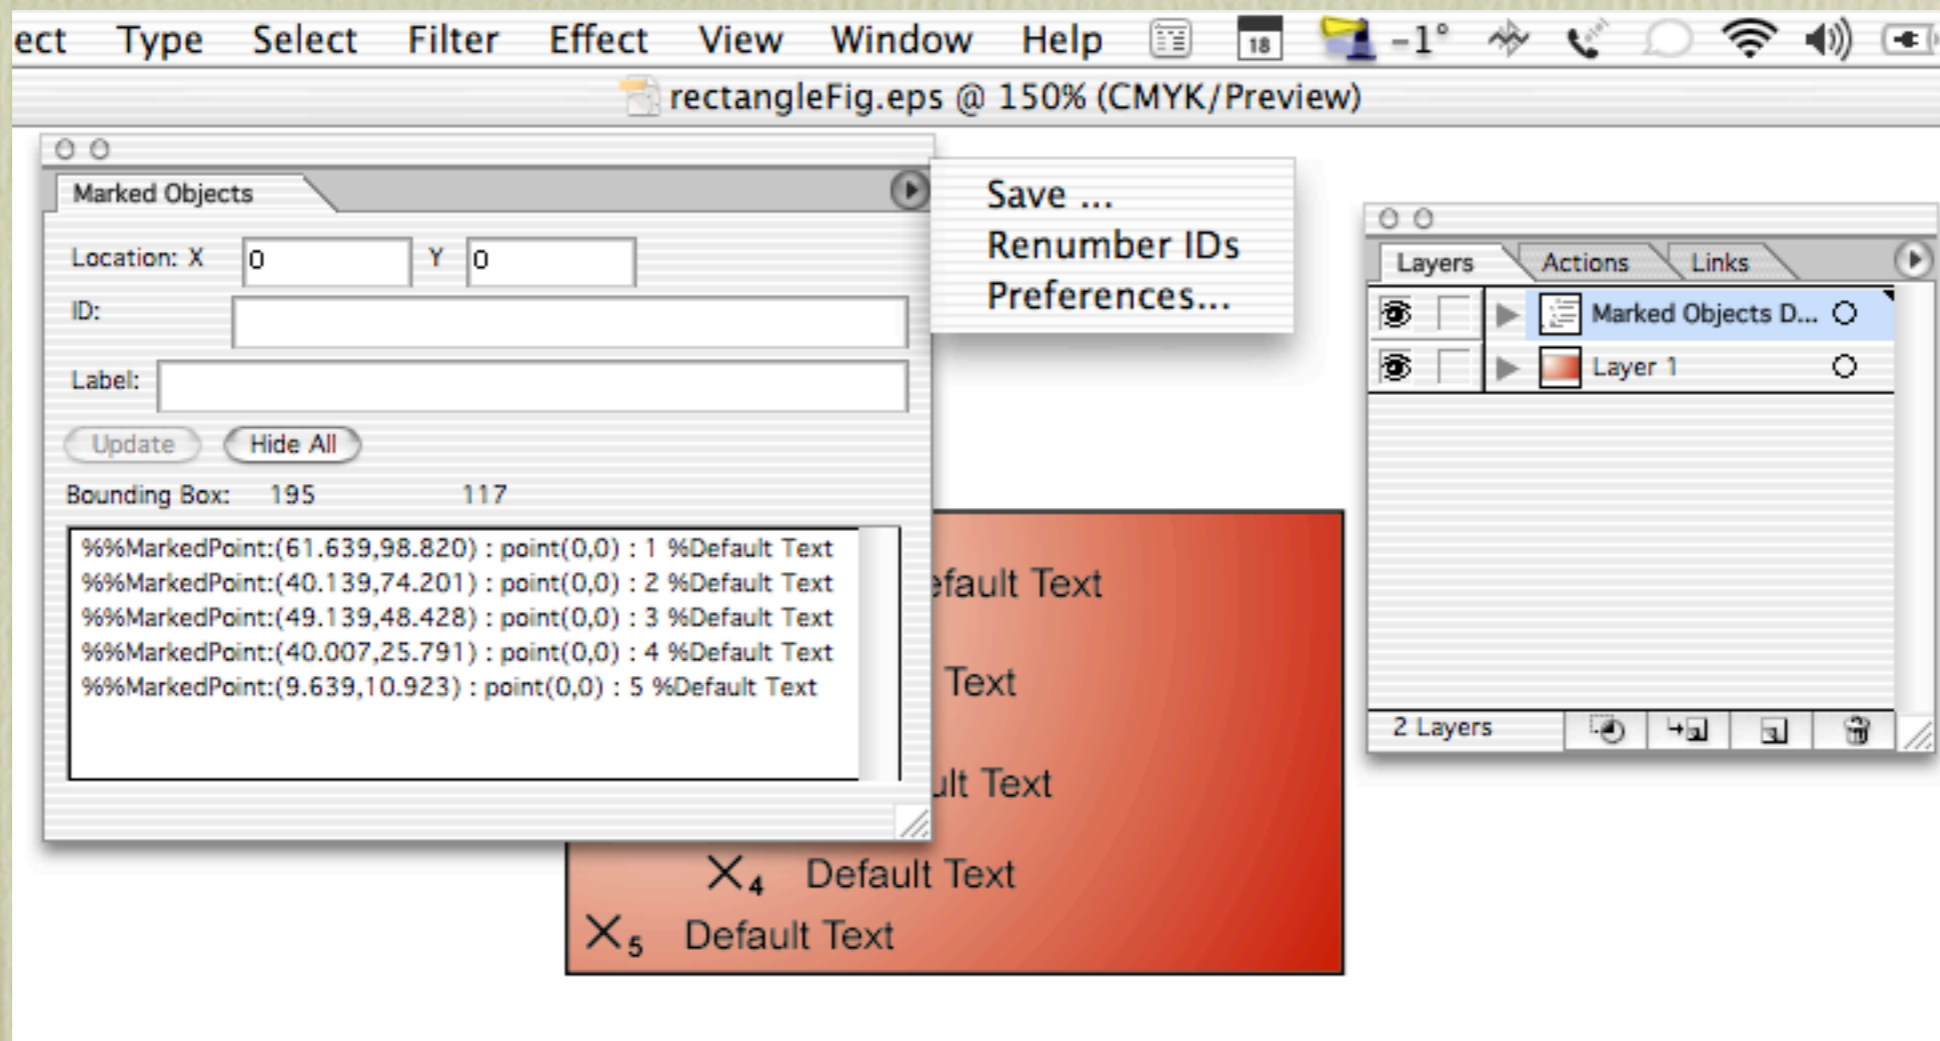 ect Type Select Filter Effect View Window Help 18 -1°
rectangleFig.eps @ 150% (CMYK/Preview)
Marked Objects
Location: X 0 Y 0
ID:
Label:
Update Hide All
Bounding Box: 195 117
%%MarkedPoint:(61.639,98.820) : point(0,0) : 1 %Default Text
%%MarkedPoint:(40.139,74.201) : point(0,0) : 2 %Default Text
%%MarkedPoint:(49.139,48.428) : point(0,0) : 3 %Default Text
%%MarkedPoint:(40.007,25.791) : point(0,0) : 4 %Default Text
%%MarkedPoint:(9.639,10.923) : point(0,0) : 5 %Default Text
Save ...
Renumber IDs
Preferences...
Layers Actions Links
Marked Objects D...
Layer 1
2 Layers
efault Text
Text
ult Text
X4 Default Text
X5 Default Text